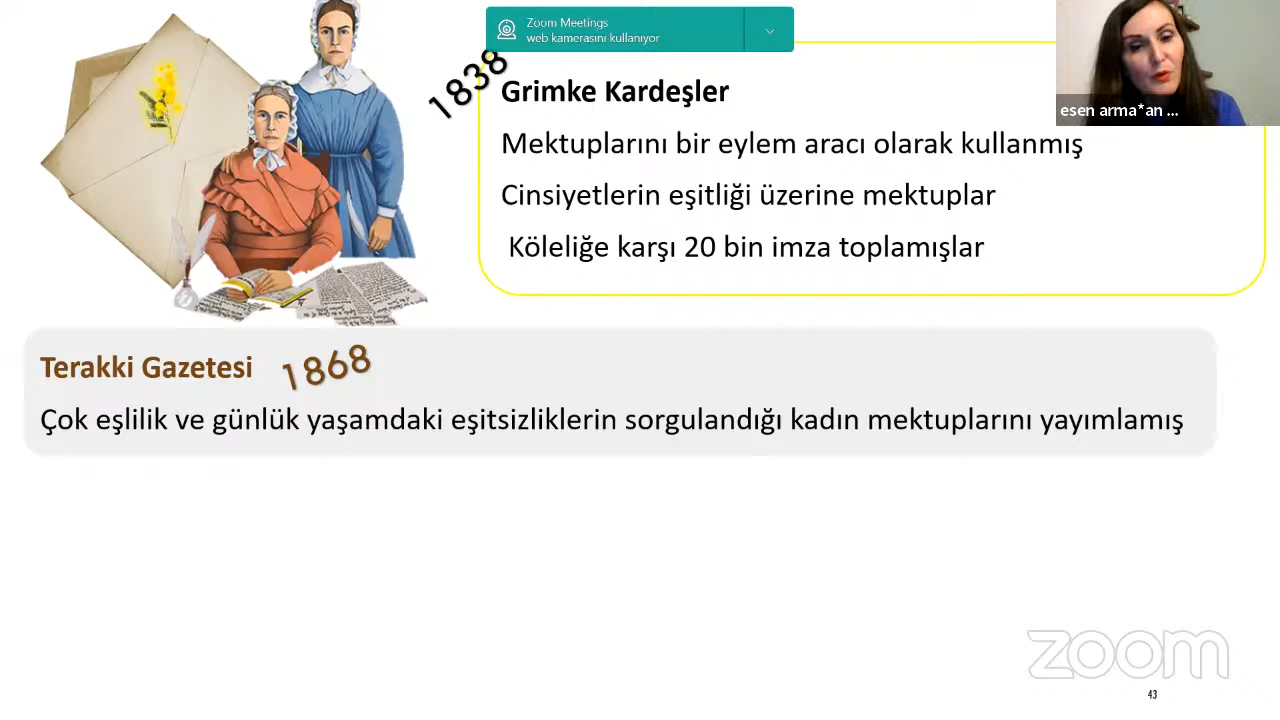 Zoom Meetings
web kamerasını kullanıyor
esen arma*an ...
1838
Grimke Kardeşler
Mektuplarını bir eylem aracı olarak kullanmış
Cinsiyetlerin eşitliği üzerine mektuplar
Köleliğe karşı 20 bin imza toplamışlar
Terakki Gazetesi 1868
Çok eşlilik ve günlük yaşamdaki eşitsizliklerin sorgulandığı kadın mektuplarını yayımlamış
zoom
43